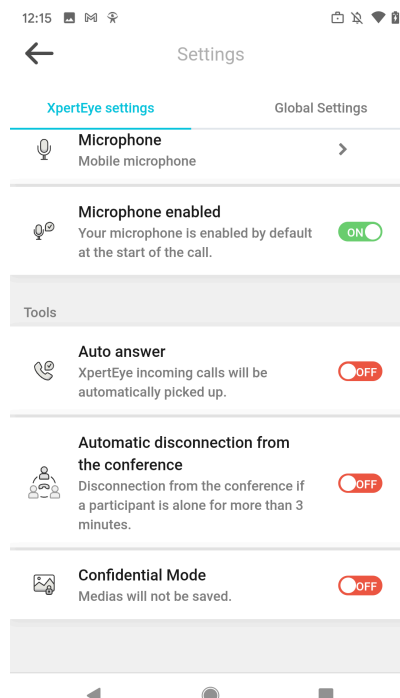 12:15
Settings
XpertEye settings
Global Settings
Microphone
Mobile microphone
Microphone enabled
Your microphone is enabled by default
at the start of the call.
ON
Tools
Auto answer
XpertEye incoming calls will be
automatically picked up.
OFF
Automatic disconnection from
the conference
Disconnection from the conference if
a participant is alone for more than 3
minutes.
OFF
Confidential Mode
Medias will not be saved.
OFF